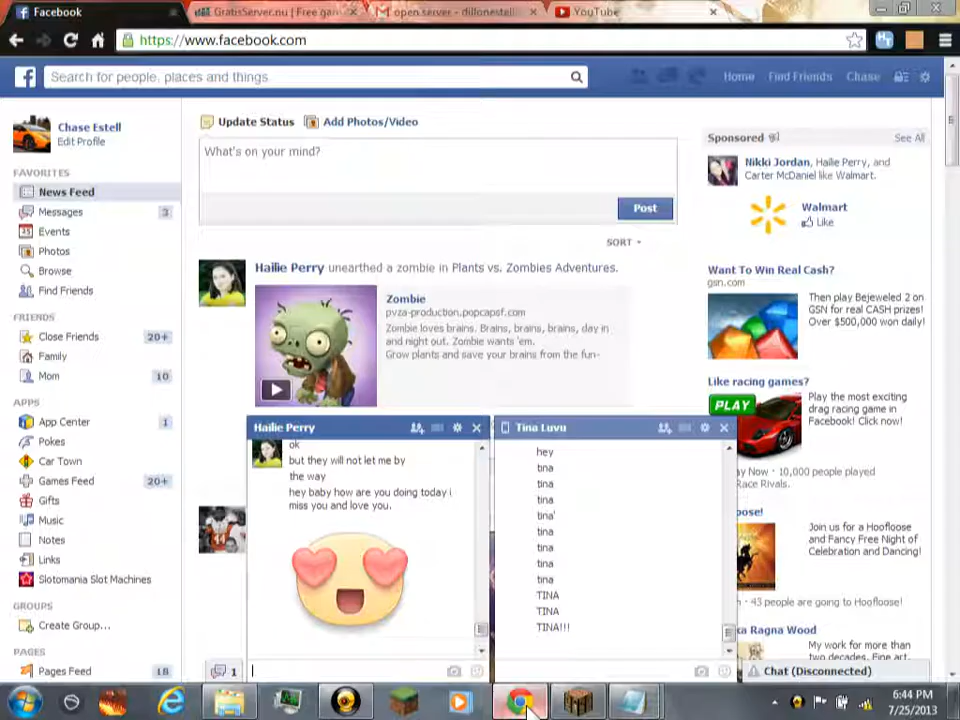 Facebook
GratisServer.nu | Free gam
open server - dillonestell
YouTube
https://www.facebook.com
Search for people, places and things
Home
Find Friends
Chase
Chase Estell
Edit Profile
FAVORITES
News Feed
Messages 3
Events
Photos
Browse
Find Friends
FRIENDS
Close Friends 20+
Family
Mom 10
APPS
App Center 1
Pokes
Car Town
Games Feed 20+
Gifts
Music
Notes
Links
Slotomania Slot Machines
GROUPS
Create Group...
PAGES
Pages Feed 18
Update Status
Add Photos/Video
What's on your mind?
Post
SORT
Hailie Perry unearthed a zombie in Plants vs. Zombies Adventures.
Zombie
pvza-production.popcapsf.com
Zombie loves brains. Brains, brains, brains, day in
and night out. Zombie wants 'em.
Grow plants and save your brains from the fun-
Hailie Perry
ok
but they will not let me by
the way
hey baby how are you doing today i
miss you and love you.
1
Tina Luvu
hey
tina
tina
tina
tina'
tina
tina
tina
tina
TINA
TINA
TINA!!!
Sponsored
See All
Nikki Jordan, Hailie Perry, and
Carter McDaniel like Walmart.
Walmart
Like
Want To Win Real Cash?
gsn.com
Then play Bejeweled 2 on
GSN for real CASH prizes!
Over $500,000 won daily!
Like racing games?
PLAY
Play the most exciting
drag racing game in
Facebook! Click now!
ay Now · 10,000 people played
Race Rivals.
oose!
Join us for a Hoofloose
and Fancy Free Night of
Celebration and Dancing!
· 43 people are going to Hoofloose!
a Ragna Wood
My work for more than
two decades. Fine art
Chat (Disconnected)
6:44 PM
7/25/2013